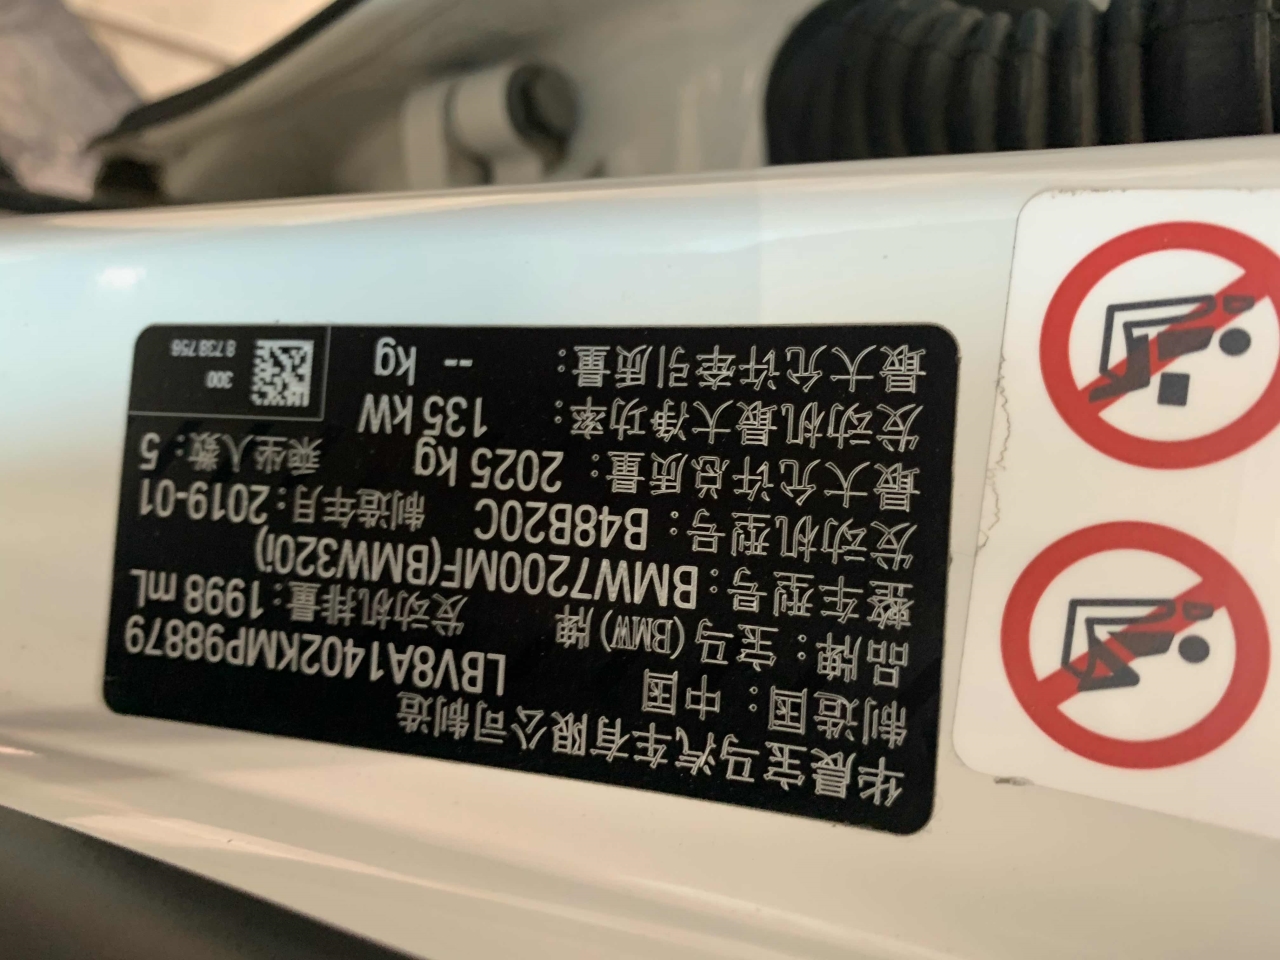 华晨宝马汽车有限公司制造
制造国：中国 LBV8A1402KMP98879
品牌：宝马(BMW)牌 发动机排量：1998 mL
整车型号：BMW7200MF(BMW320i)
发动机型号：B48B20C 制造年月：2019-01
最大允许总质量：2025 kg 乘坐人数：5
发动机最大净功率：135 kW
最大允许牵引质量：-- kg
300
8 738 756